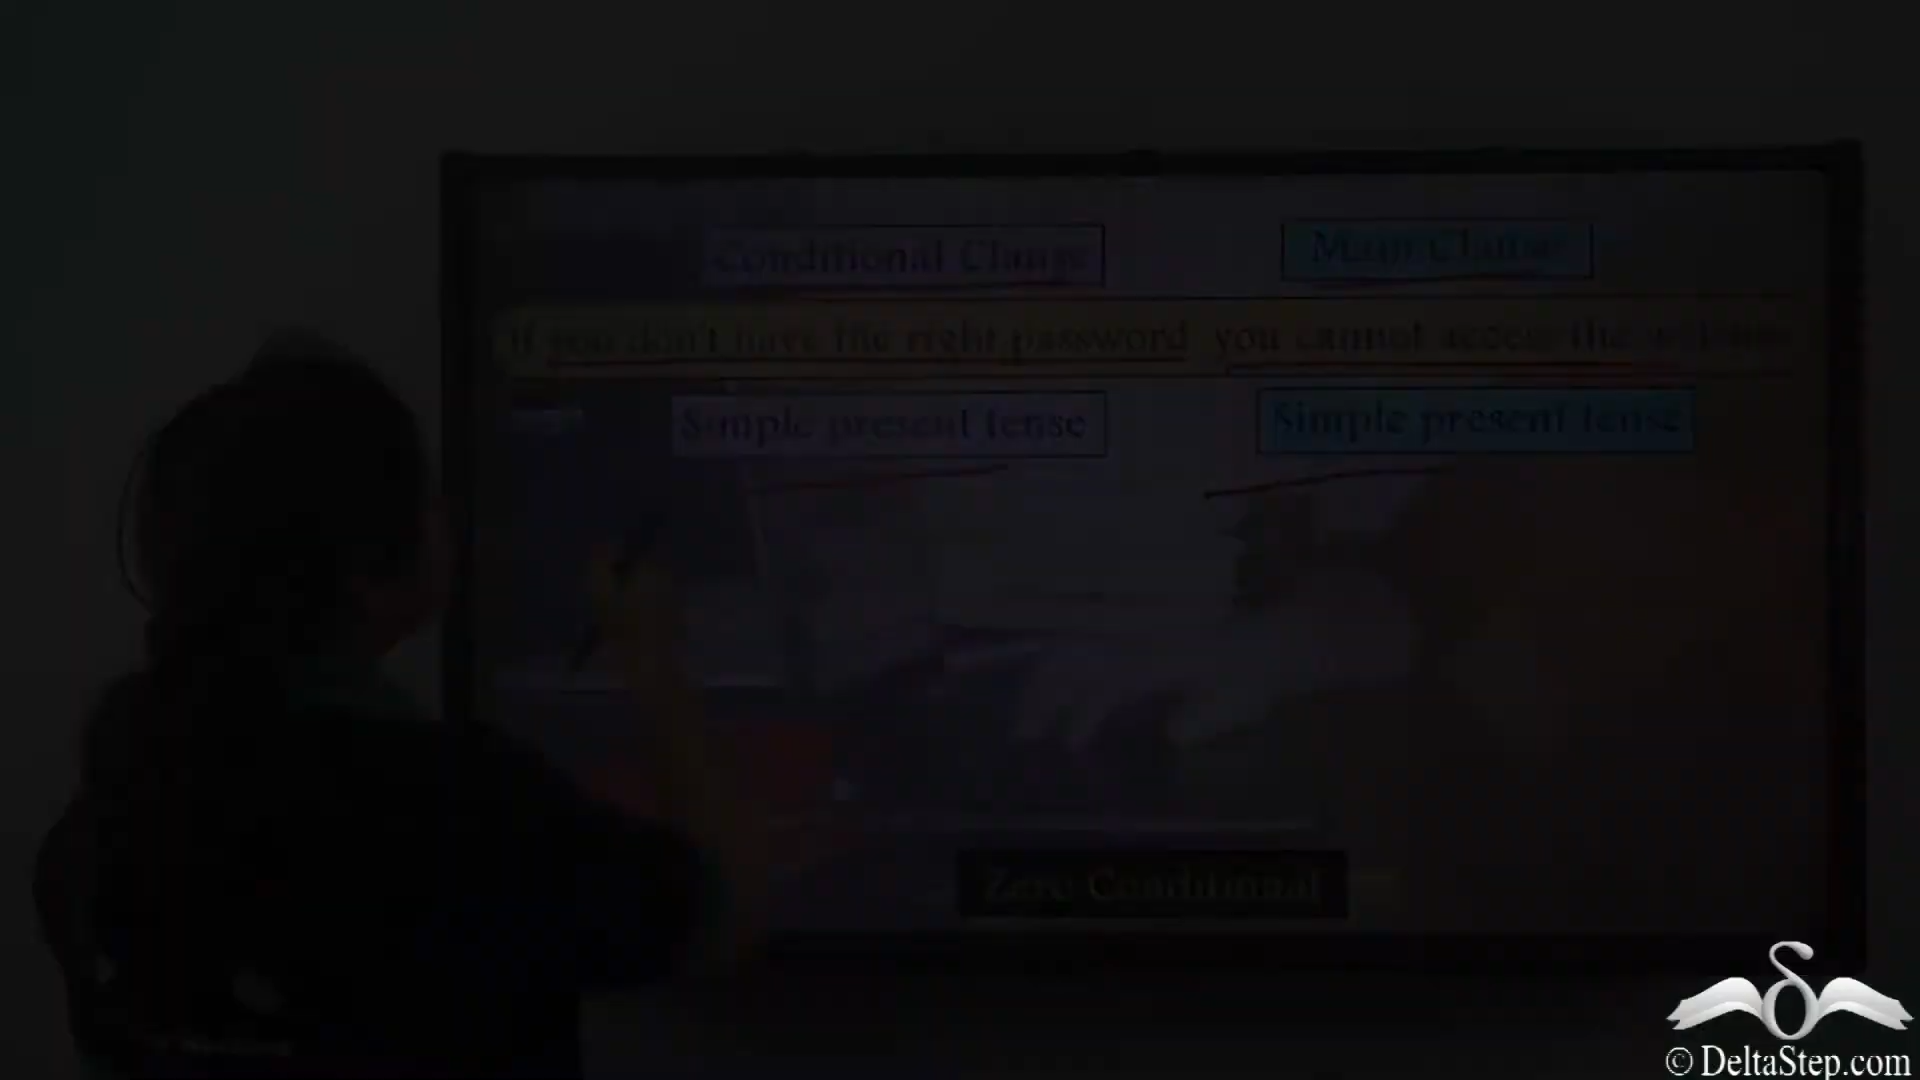 Conditional Clause
Main Clause
If you don't have the right password you cannot access the
Simple present tense
Simple present tense
Zero Conditional
© DeltaStep.com